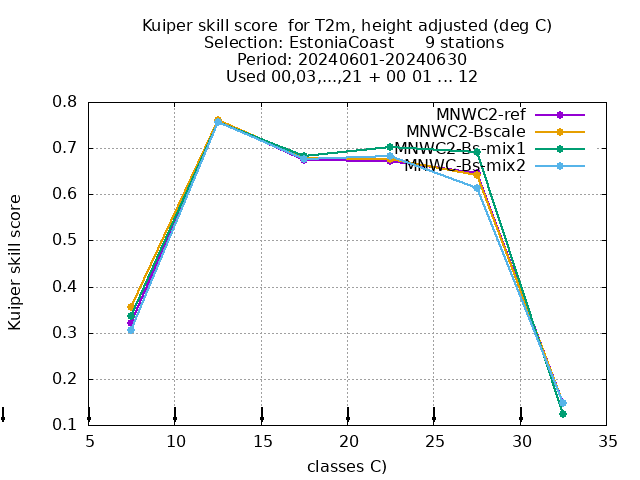 Kuiper skill score  for T2m, height adjusted (deg C)
Selection: EstoniaCoast      9 stations
Period: 20240601-20240630
Used 00,03,...,21 + 00 01 ... 12
MNWC2-ref
MNWC2-Bscale
MNWC2-Bs-mix1
MNWC-Bs-mix2
Kuiper skill score
0.8
0.7
0.6
0.5
0.4
0.3
0.2
0.1
5 10 15 20 25 30 35
classes C)